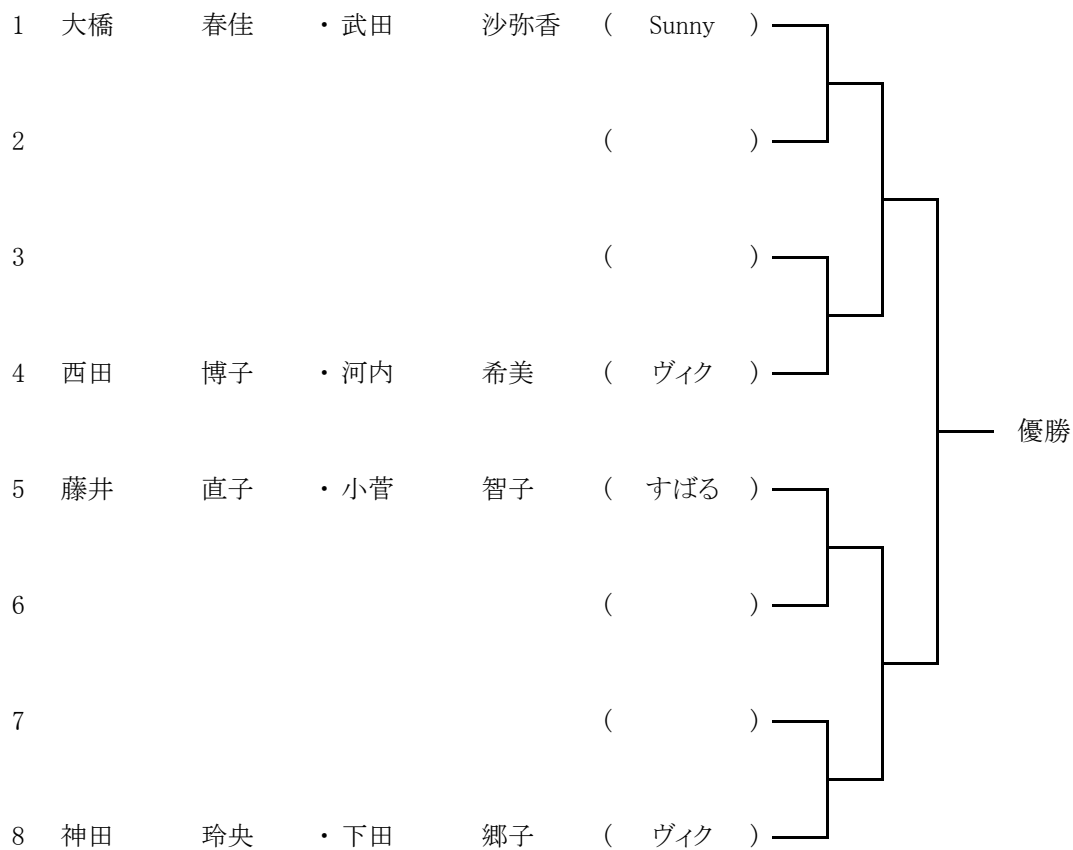 1 大橋 春佳 ・ 武田 沙弥香 ( Sunny )
2 ( )
3 ( )
4 西田 博子 ・ 河内 希美 ( ヴィク )
優勝
5 藤井 直子 ・ 小菅 智子 ( すばる )
6 ( )
7 ( )
8 神田 玲央 ・ 下田 郷子 ( ヴィク )